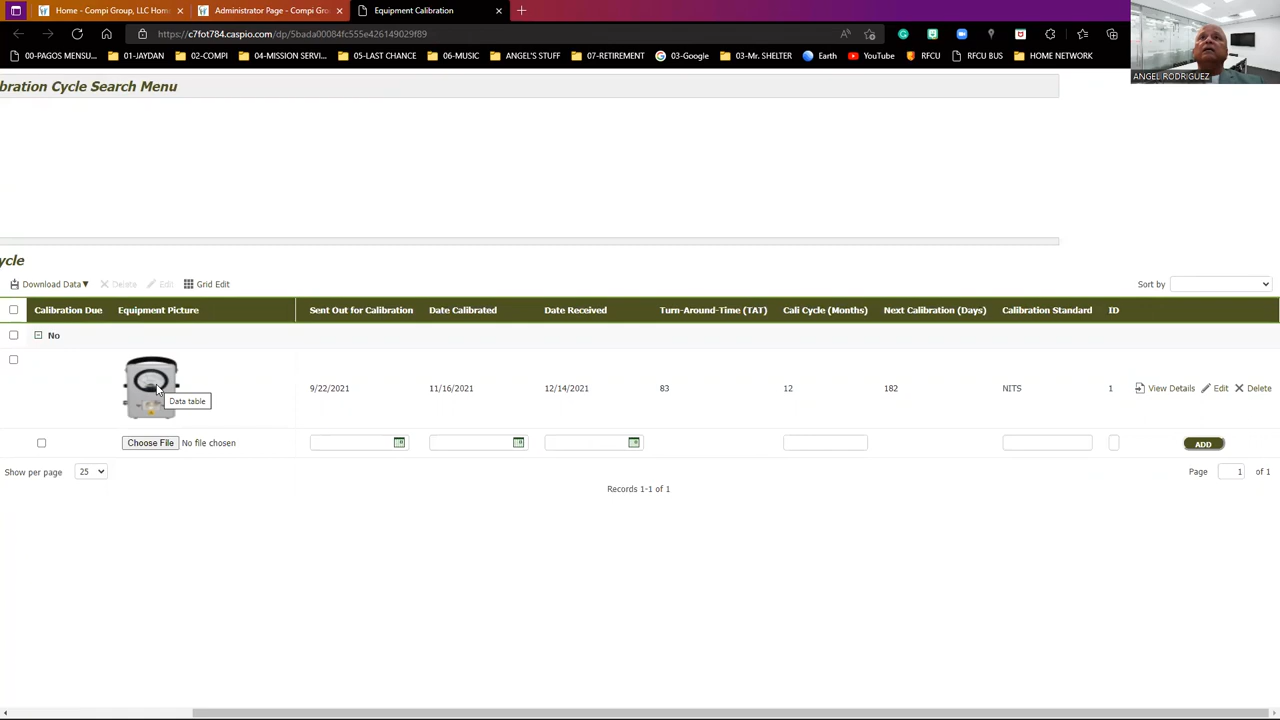 Home - Compi Group, LLC Home
Administrator Page - Compi Gro
Equipment Calibration
https://c7fot784.caspio.com/dp/5bada00084fc555e426149029f89
00-PAGOS MENSU...
01-JAYDAN
02-COMPI
04-MISSION SERVI...
05-LAST CHANCE
06-MUSIC
ANGEL'S STUFF
07-RETIREMENT
03-Google
03-Mr. SHELTER
Earth
YouTube
RFCU
RFCU BUS
HOME NETWORK
ANGEL RODRIGUEZ
bration Cycle Search Menu
ycle
Download Data▼ Delete Edit Grid Edit Sort by
Calibration Due Equipment Picture Sent Out for Calibration Date Calibrated Date Received Turn-Around-Time (TAT) Cali Cycle (Months) Next Calibration (Days) Calibration Standard ID
No
9/22/2021 11/16/2021 12/14/2021 83 12 182 NITS 1 View Details Edit Delete
Data table
Choose File No file chosen ADD
Show per page 25 Page 1 of 1
Records 1-1 of 1